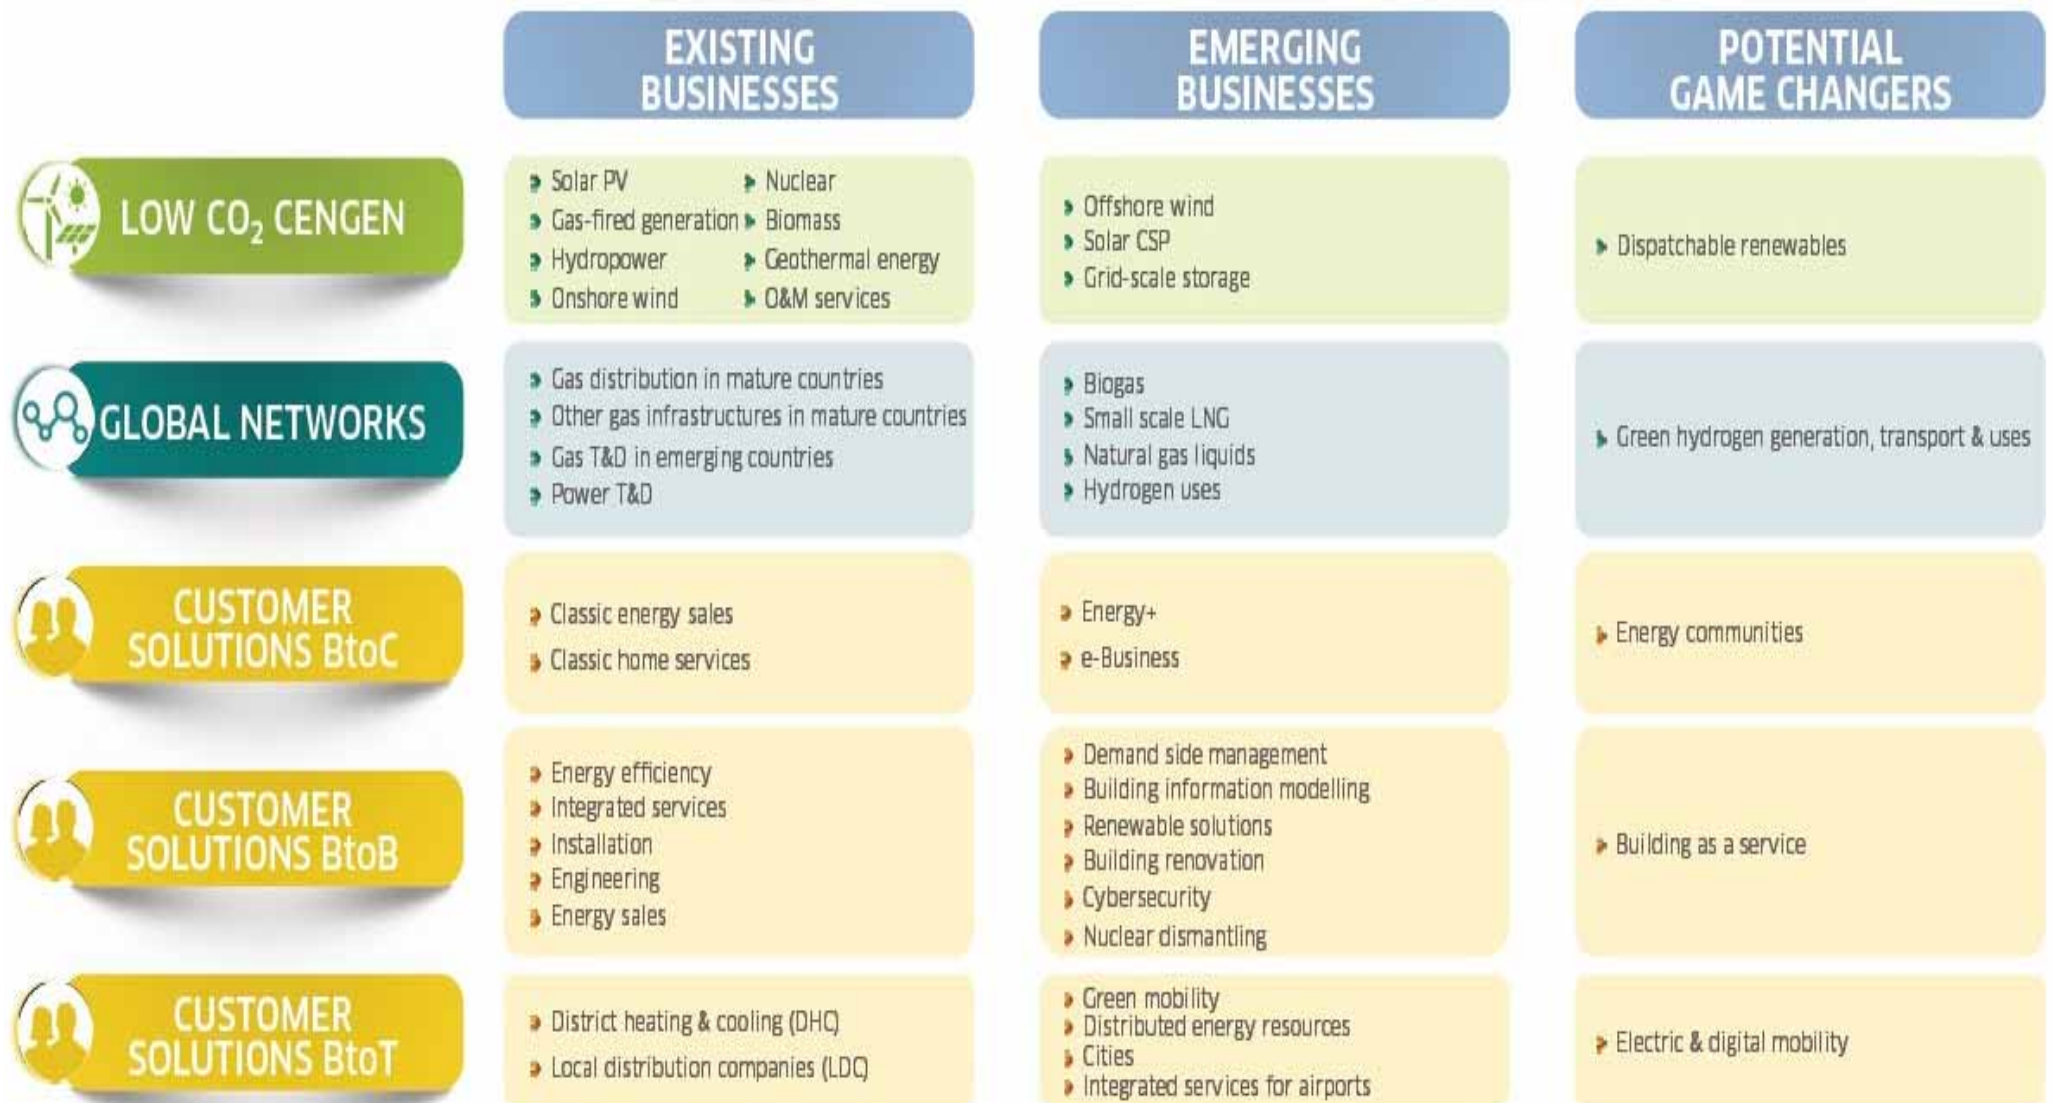 EXISTING
BUSINESSES
EMERGING
BUSINESSES
POTENTIAL
GAME CHANGERS
LOW CO₂ CENGEN
Solar PV
Gas-fired generation
Hydropower
Onshore wind
Nuclear
Biomass
Geothermal energy
O&M services
Offshore wind
Solar CSP
Grid-scale storage
Dispatchable renewables
GLOBAL NETWORKS
Gas distribution in mature countries
Other gas infrastructures in mature countries
Gas T&D in emerging countries
Power T&D
Biogas
Small scale LNG
Natural gas liquids
Hydrogen uses
Green hydrogen generation, transport & uses
CUSTOMER
SOLUTIONS BtoC
Classic energy sales
Classic home services
Energy+
e-Business
Energy communities
CUSTOMER
SOLUTIONS BtoB
Energy efficiency
Integrated services
Installation
Engineering
Energy sales
Demand side management
Building information modelling
Renewable solutions
Building renovation
Cybersecurity
Nuclear dismantling
Building as a service
CUSTOMER
SOLUTIONS BtoT
District heating & cooling (DHC)
Local distribution companies (LDC)
Green mobility
Distributed energy resources
Cities
Integrated services for airports
Electric & digital mobility